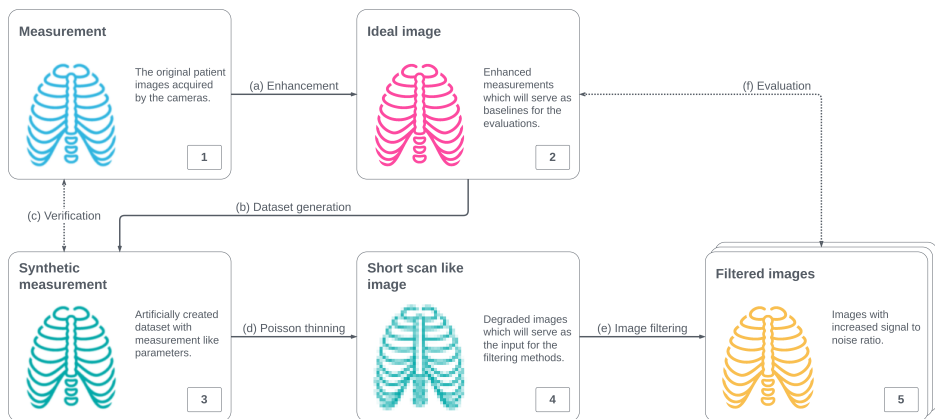 Measurement
The original patient
images acquired
by the cameras.
1
(a) Enhancement
Ideal image
Enhanced
measurements
which will serve as
baselines for the
evaluations.
2
(f) Evaluation
(b) Dataset generation
(c) Verification
Synthetic
measurement
Artificially created
dataset with
measurement like
parameters.
3
(d) Poisson thinning
Short scan like
image
Degraded images
which will serve as
the input for the
filtering methods.
4
(e) Image filtering
Filtered images
Images with
increased signal to
noise ratio.
5